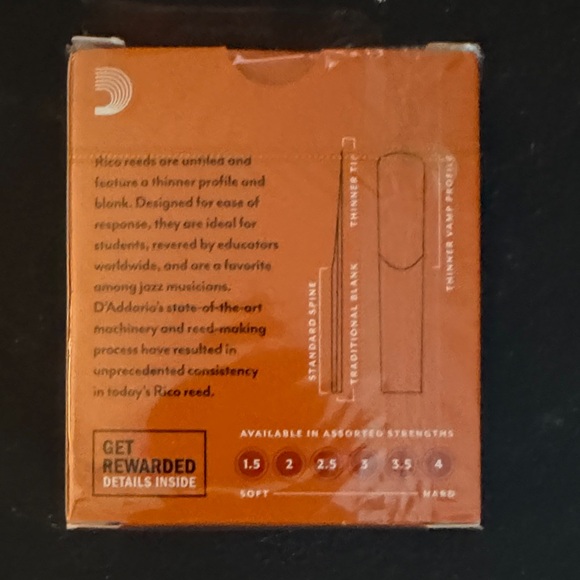 Rico reeds are unfiled and
feature a thinner profile and
blank. Designed for ease of
response, they are ideal for
students, revered by educators
worldwide, and are a favorite
among jazz musicians.
D'Addario's state-of-the-art
machinery and reed-making
process have resulted in
unprecedented consistency
in today's Rico reed.
THINNER TIP
THINNER VAMP PROFILE
STANDARD SPINE
TRADITIONAL BLANK
GET
REWARDED
DETAILS INSIDE
AVAILABLE IN ASSORTED STRENGTHS
1.5 2 2.5 3 3.5 4
SOFT HARD